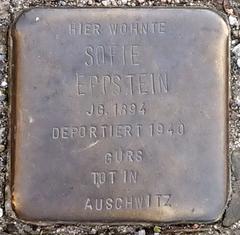 HIER WOHNTE
SOFIE
EPPSTEIN
JG. 1894
DEPORTIERT 1940
GURS
TOT IN
AUSCHWITZ